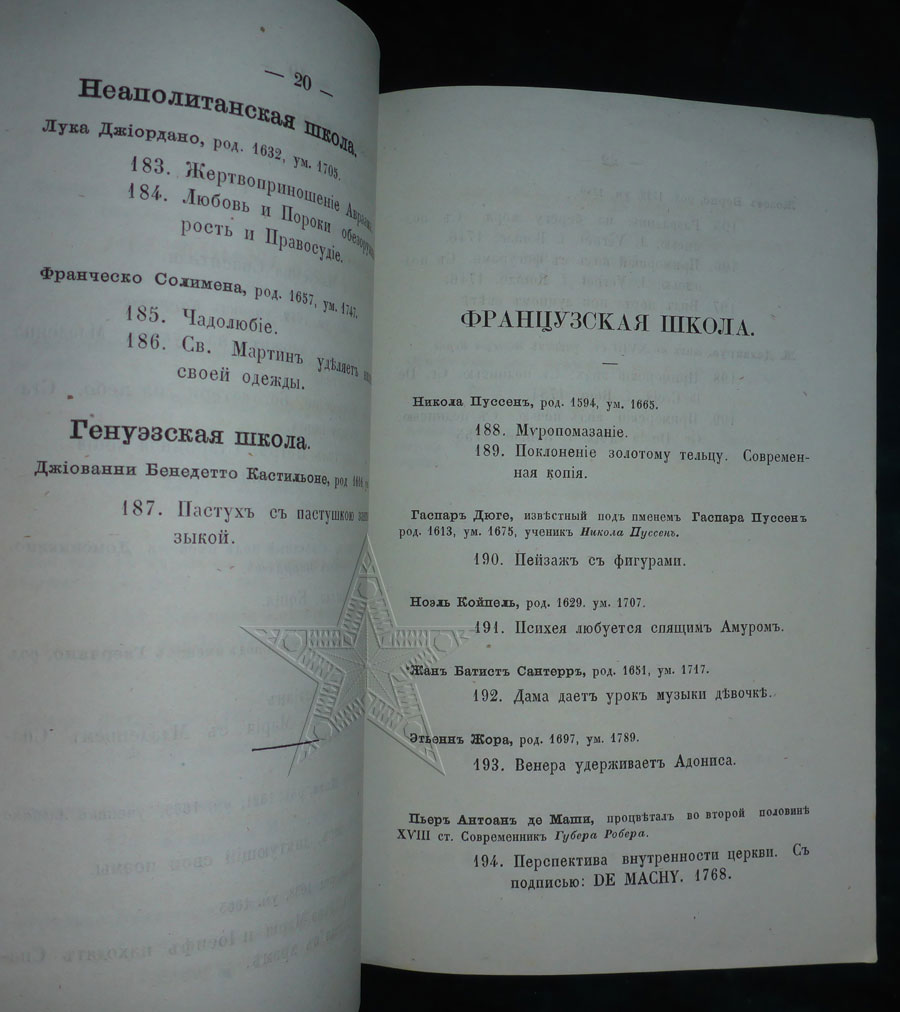 — 20 —
Неаполитанская школа.
Лука Джіордано, род. 1632, ум. 1705.
183. Жертвоприношеніе
184. Любовь и Пороки
рость и Правосудіе.
Франческо Солимена, род. 1657, ум. 1747.
185. Чадолюбіе.
186. Св. Мартинъ удѣляетъ
своей одежды.
Генуэзская школа.
Джіованни Бенедетто Кастильоне, род
187. Пастухъ съ пастушкою
зыкой.
ФРАНЦУЗСКАЯ ШКОЛА.
—
Никола Пуссенъ, род. 1594, ум. 1665.
188. Мѵропомазаніе.
189. Поклоненіе золотому тельцу. Современ-
ная копія.
Гаспаръ Дюге, извѣстный подъ именемъ Гаспара Пуссенъ
род. 1613, ум. 1675, ученикъ Никола Пуссенъ.
190. Пейзажъ съ фигурами.
Ноэль Койпель, род. 1629. ум. 1707.
191. Психея любуется спящимъ Амуромъ.
Жанъ Батистъ Сантерръ, род. 1651, ум. 1717.
192. Дама даетъ урокъ музыки дѣвочкѣ.
Этьеннъ Жора, род. 1697, ум. 1789.
193. Венера удерживаетъ Адониса.
Пьеръ Антоанъ де Маши, процвѣталъ во второй половинѣ
XVIII ст. Современникъ Губера Робера.
194. Перспектива внутренности церкви. Съ
подписью: DE MACHY. 1768.